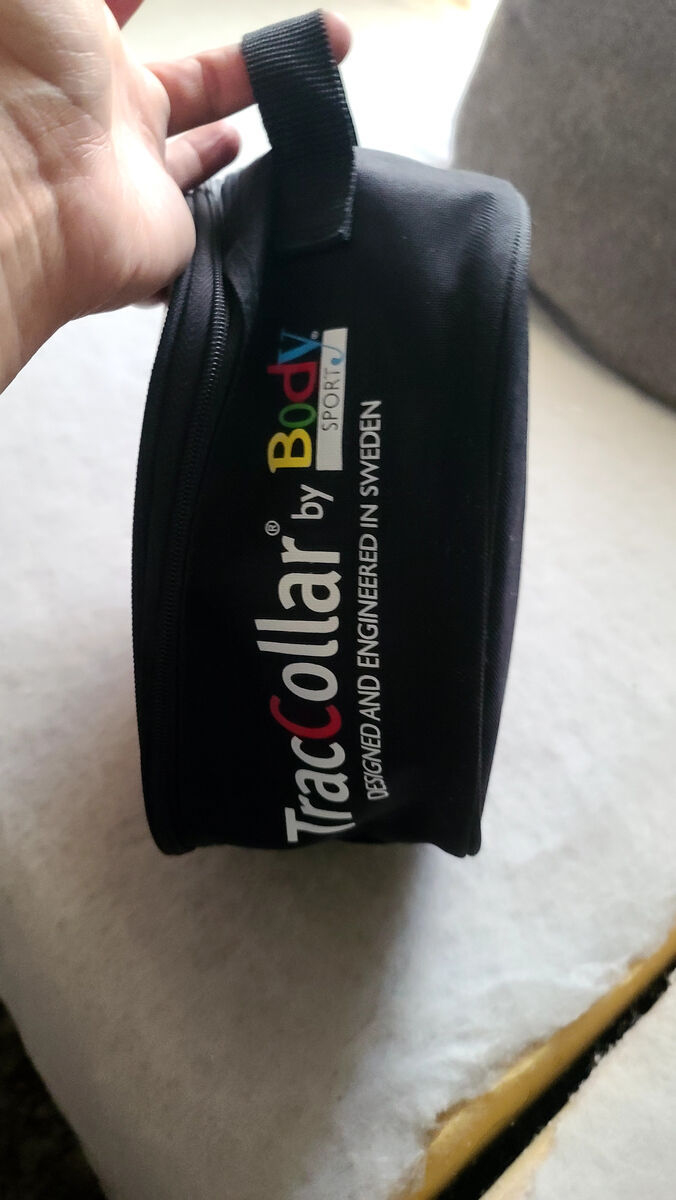 TracCollar® by Body® SPORT
DESIGNED AND ENGINEERED IN SWEDEN